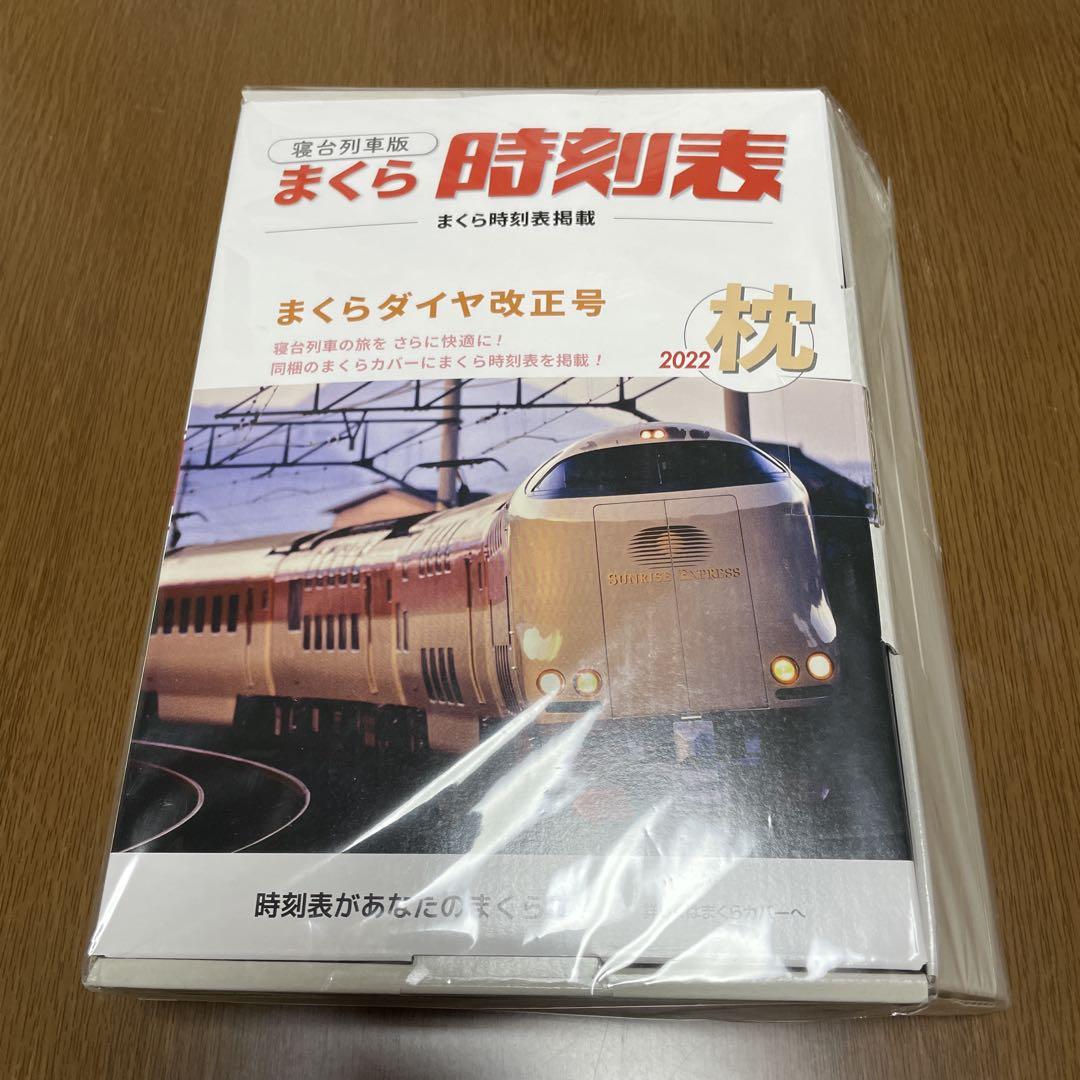 寝台列車版
まくら 時刻表
まくら時刻表掲載
まくらダイヤ改正号
寝台列車の旅を さらに快適に!
同梱のまくらカバーにまくら時刻表を掲載!
2022 枕
SUNRISE EXPRESS
時刻表があなたのまくら
はまくらカバーへ